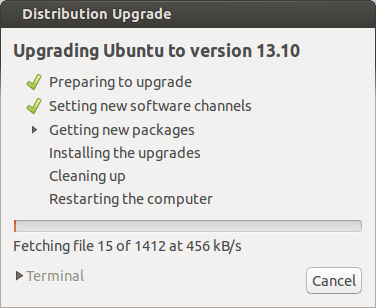 Distribution Upgrade
Upgrading Ubuntu to version 13.10
Preparing to upgrade
Setting new software channels
Getting new packages
Installing the upgrades
Cleaning up
Restarting the computer
Fetching file 15 of 1412 at 456 kB/s
Terminal
Cancel